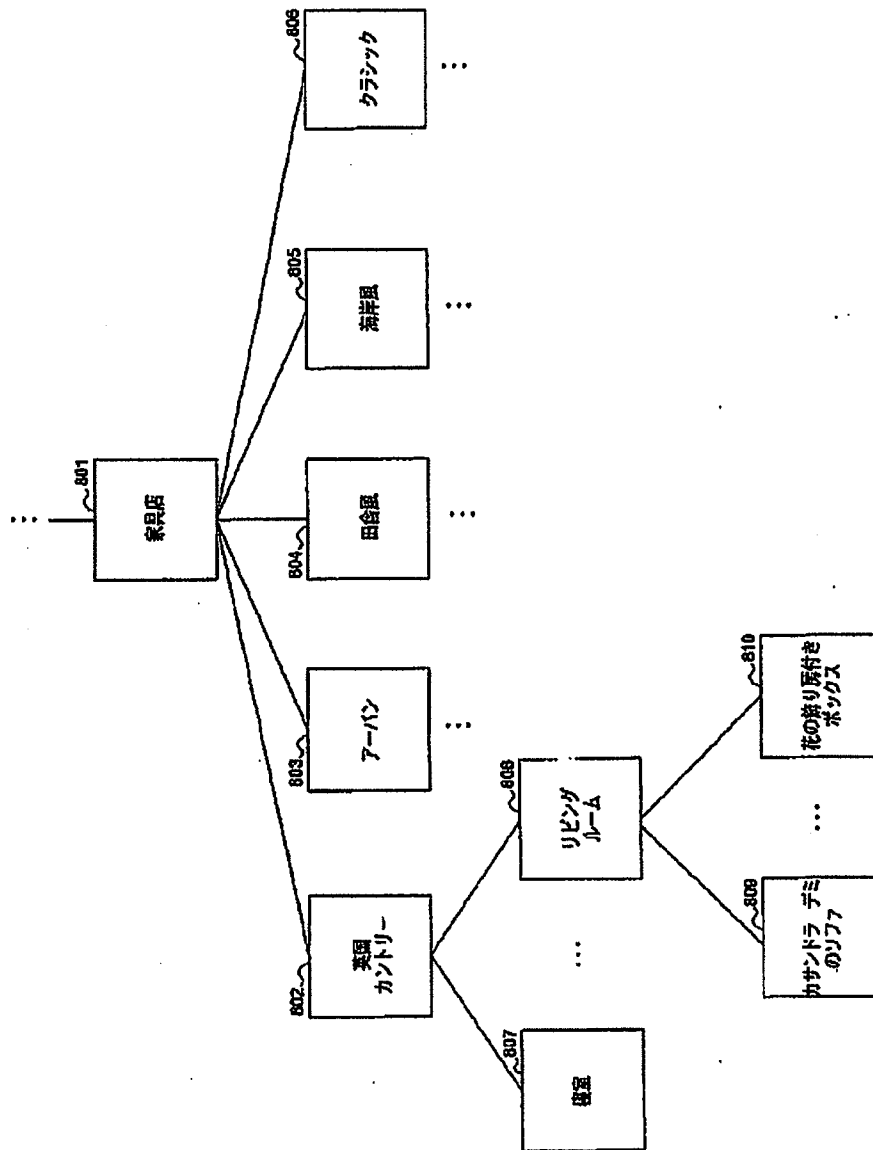 801
家具店
802
英国
カントリー
803
アーバン
804
田舎風
805
海岸風
806
クラシック
807
寝室
808
リビング
ルーム
809
カサンドラ デミ
のソファ
810
花の飾り房付き
ボックス